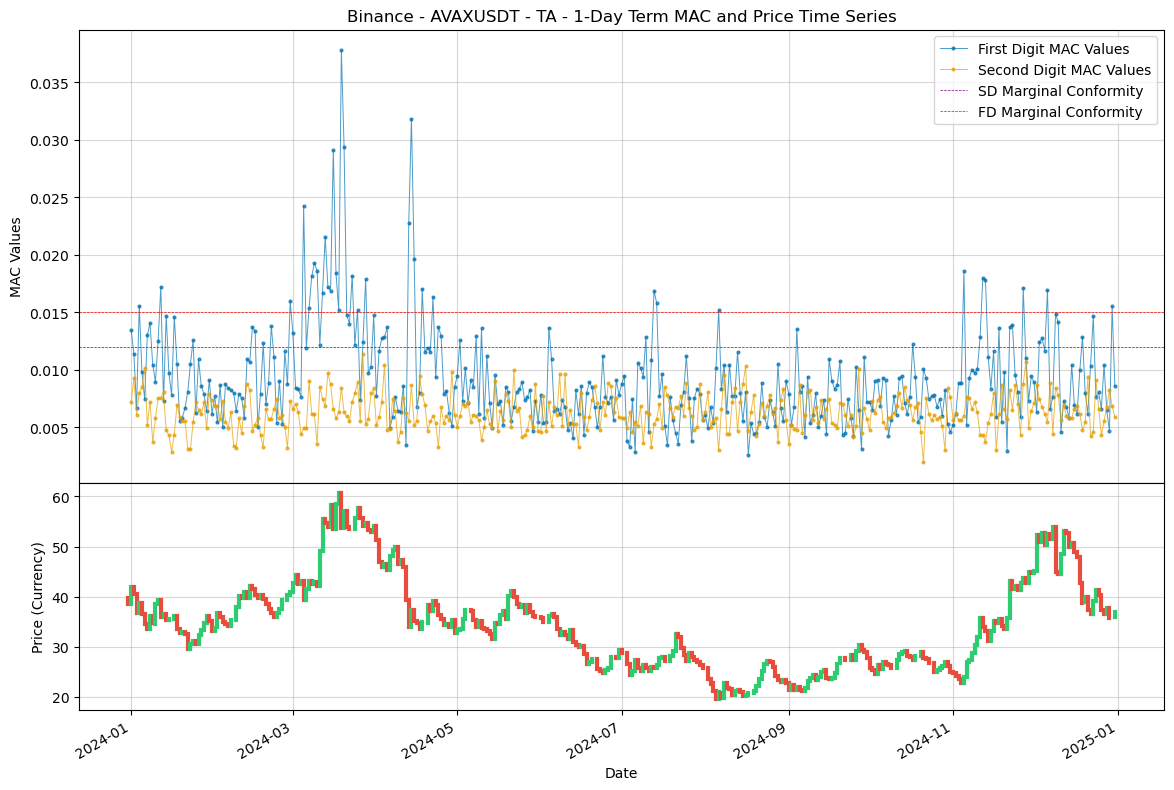 Binance - AVAXUSDT - TA - 1-Day Term MAC and Price Time Series
First Digit MAC Values
Second Digit MAC Values
SD Marginal Conformity
FD Marginal Conformity
MAC Values
0.035
0.030
0.025
0.020
0.015
0.010
0.005
Price (Currency)
60
50
40
30
20
2024-01
2024-03
2024-05
2024-07
2024-09
2024-11
2025-01
Date